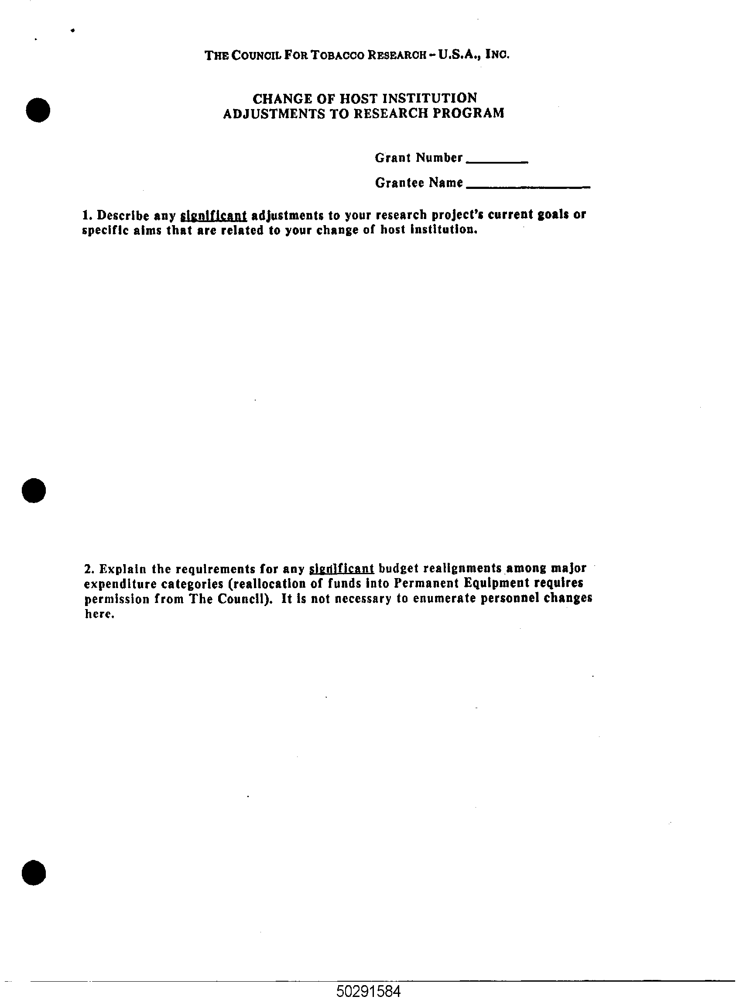 THE COUNCIL FOR TOBACCO RESEARCH - U.S.A., INC.
CHANGE OF HOST INSTITUTION
ADJUSTMENTS TO RESEARCH PROGRAM
Grant Number ________
Grantee Name ________________
1. Describe any significant adjustments to your research project's current goals or
specific aims that are related to your change of host institution.
2. Explain the requirements for any significant budget realignments among major
expenditure categories (reallocation of funds into Permanent Equipment requires
permission from The Council). It is not necessary to enumerate personnel changes
here.
50291584